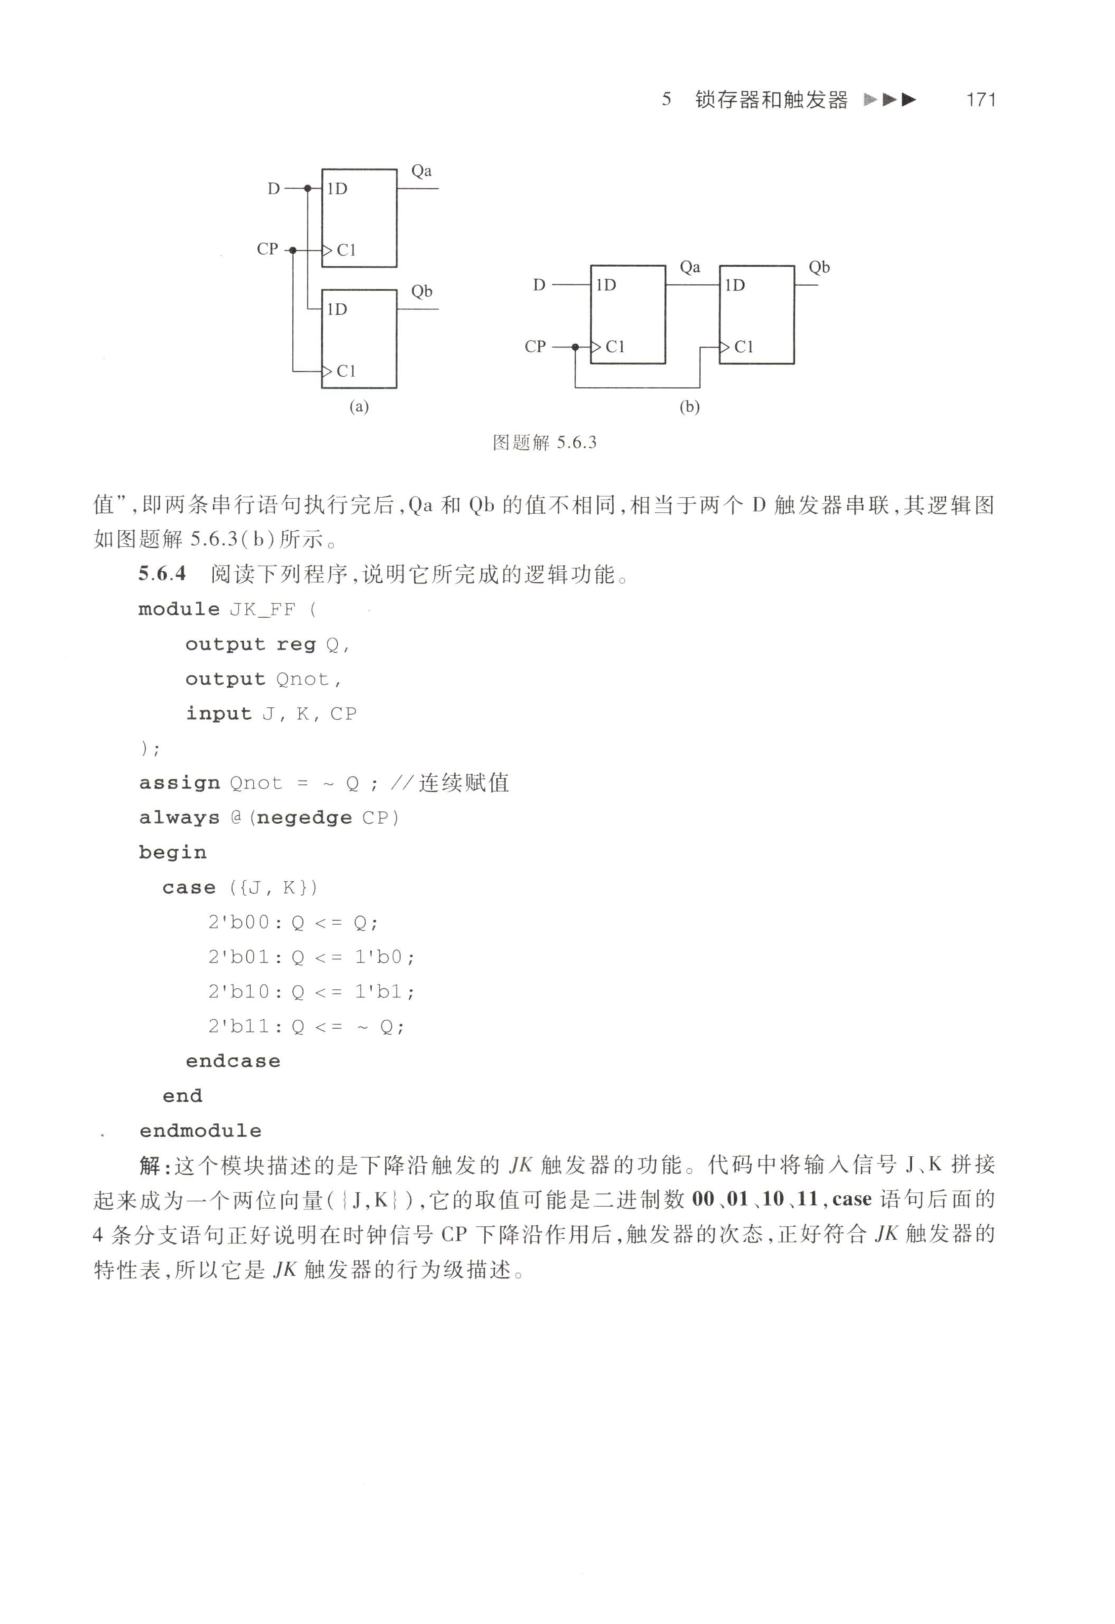 5 锁存器和触发器 171
D 1D Qa
CP C1
1D Qb
C1
(a)
D 1D Qa 1D Qb
CP C1 C1
(b)
图题解 5.6.3
值”,即两条串行语句执行完后,Qa 和 Qb 的值不相同,相当于两个 D 触发器串联,其逻辑图
如图题解 5.6.3(b)所示。
5.6.4 阅读下列程序,说明它所完成的逻辑功能。
module JK_FF (
output reg Q,
output Qnot,
input J, K, CP
);
assign Qnot = ~ Q ; //连续赋值
always @ (negedge CP)
begin
case ({J, K})
2'b00: Q <= Q;
2'b01: Q <= 1'b0;
2'b10: Q <= 1'b1;
2'b11: Q <= ~ Q;
endcase
end
endmodule
解:这个模块描述的是下降沿触发的 JK 触发器的功能。代码中将输入信号 J、K 拼接
起来成为一个两位向量({J,K}),它的取值可能是二进制数 00、01、10、11,case 语句后面的
4 条分支语句正好说明在时钟信号 CP 下降沿作用后,触发器的次态,正好符合 JK 触发器的
特性表,所以它是 JK 触发器的行为级描述。